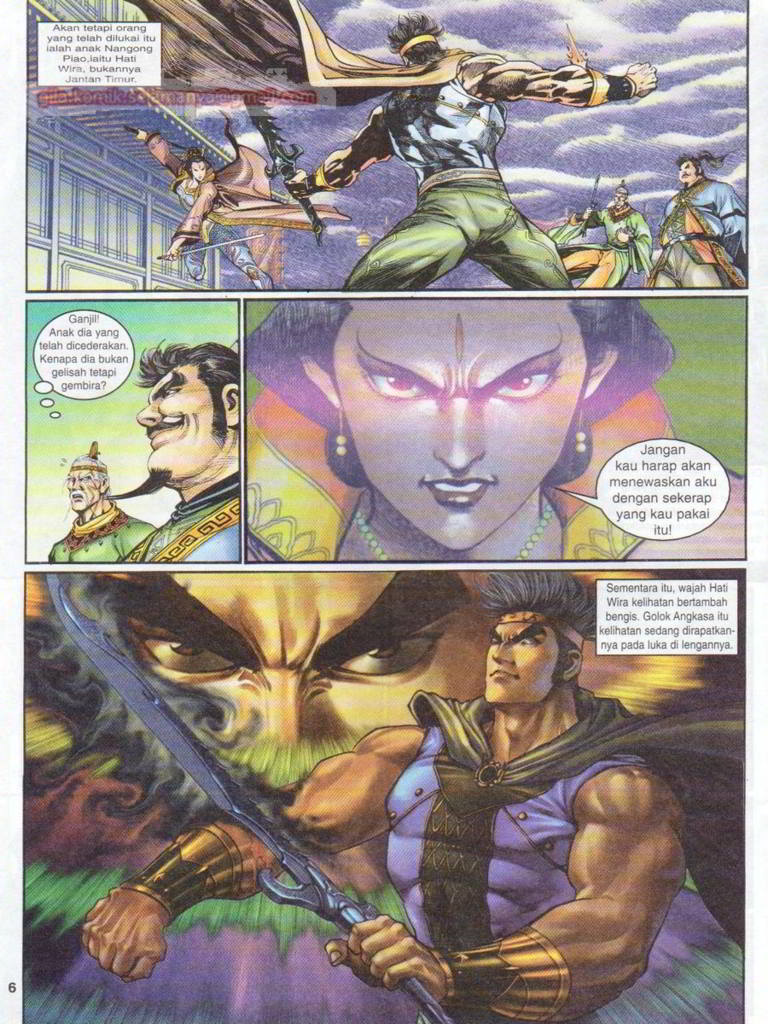 Akan tetapi orang
yang telah dilukai itu
ialah anak Nangong
Piao,iaitu Hati
Wira, bukannya
Jantan Timur.
Ganjil!
Anak dia yang
telah dicederakan.
Kenapa dia bukan
gelisah tetapi
gembira?
Jangan
kau harap akan
menewaskan aku
dengan sekerap
yang kau pakai
itu!
Sementara itu, wajah Hati
Wira kelihatan bertambah
bengis. Golok Angkasa itu
kelihatan sedang dirapatkan-
nya pada luka di lengannya.
6